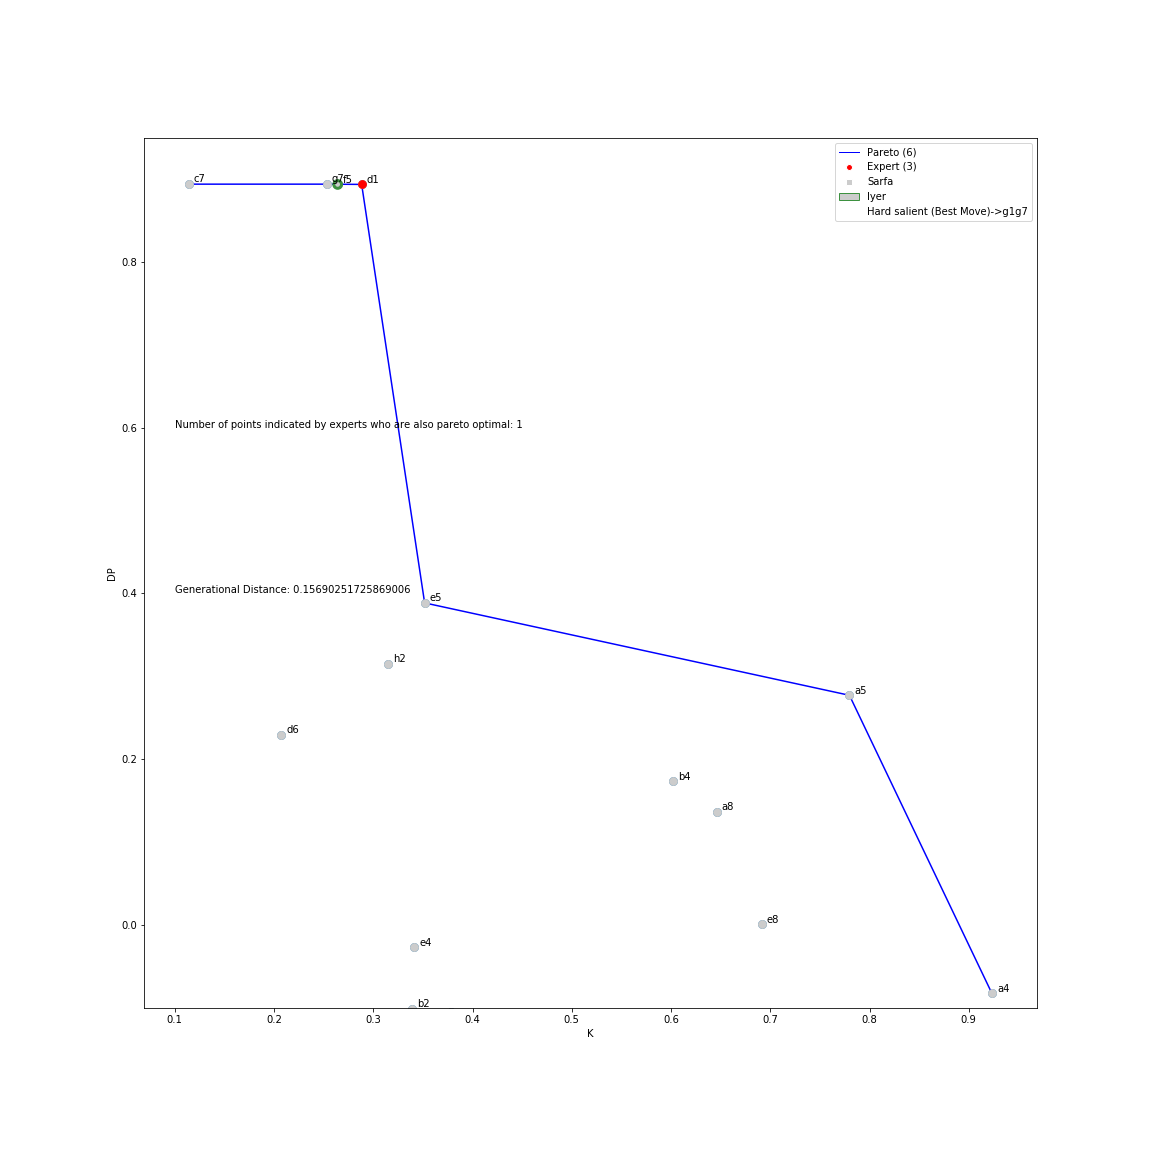 Pareto (6)
Expert (3)
Sarfa
Iyer
Hard salient (Best Move)->g1g7
c7
g7
f5
d1
0.8
Number of points indicated by experts who are also pareto optimal: 1
0.6
DP
Generational Distance: 0.15690251725869006
0.4
e5
h2
a5
d6
0.2
b4
a8
e8
0.0
e4
a4
b2
0.1 0.2 0.3 0.4 0.5 0.6 0.7 0.8 0.9
K